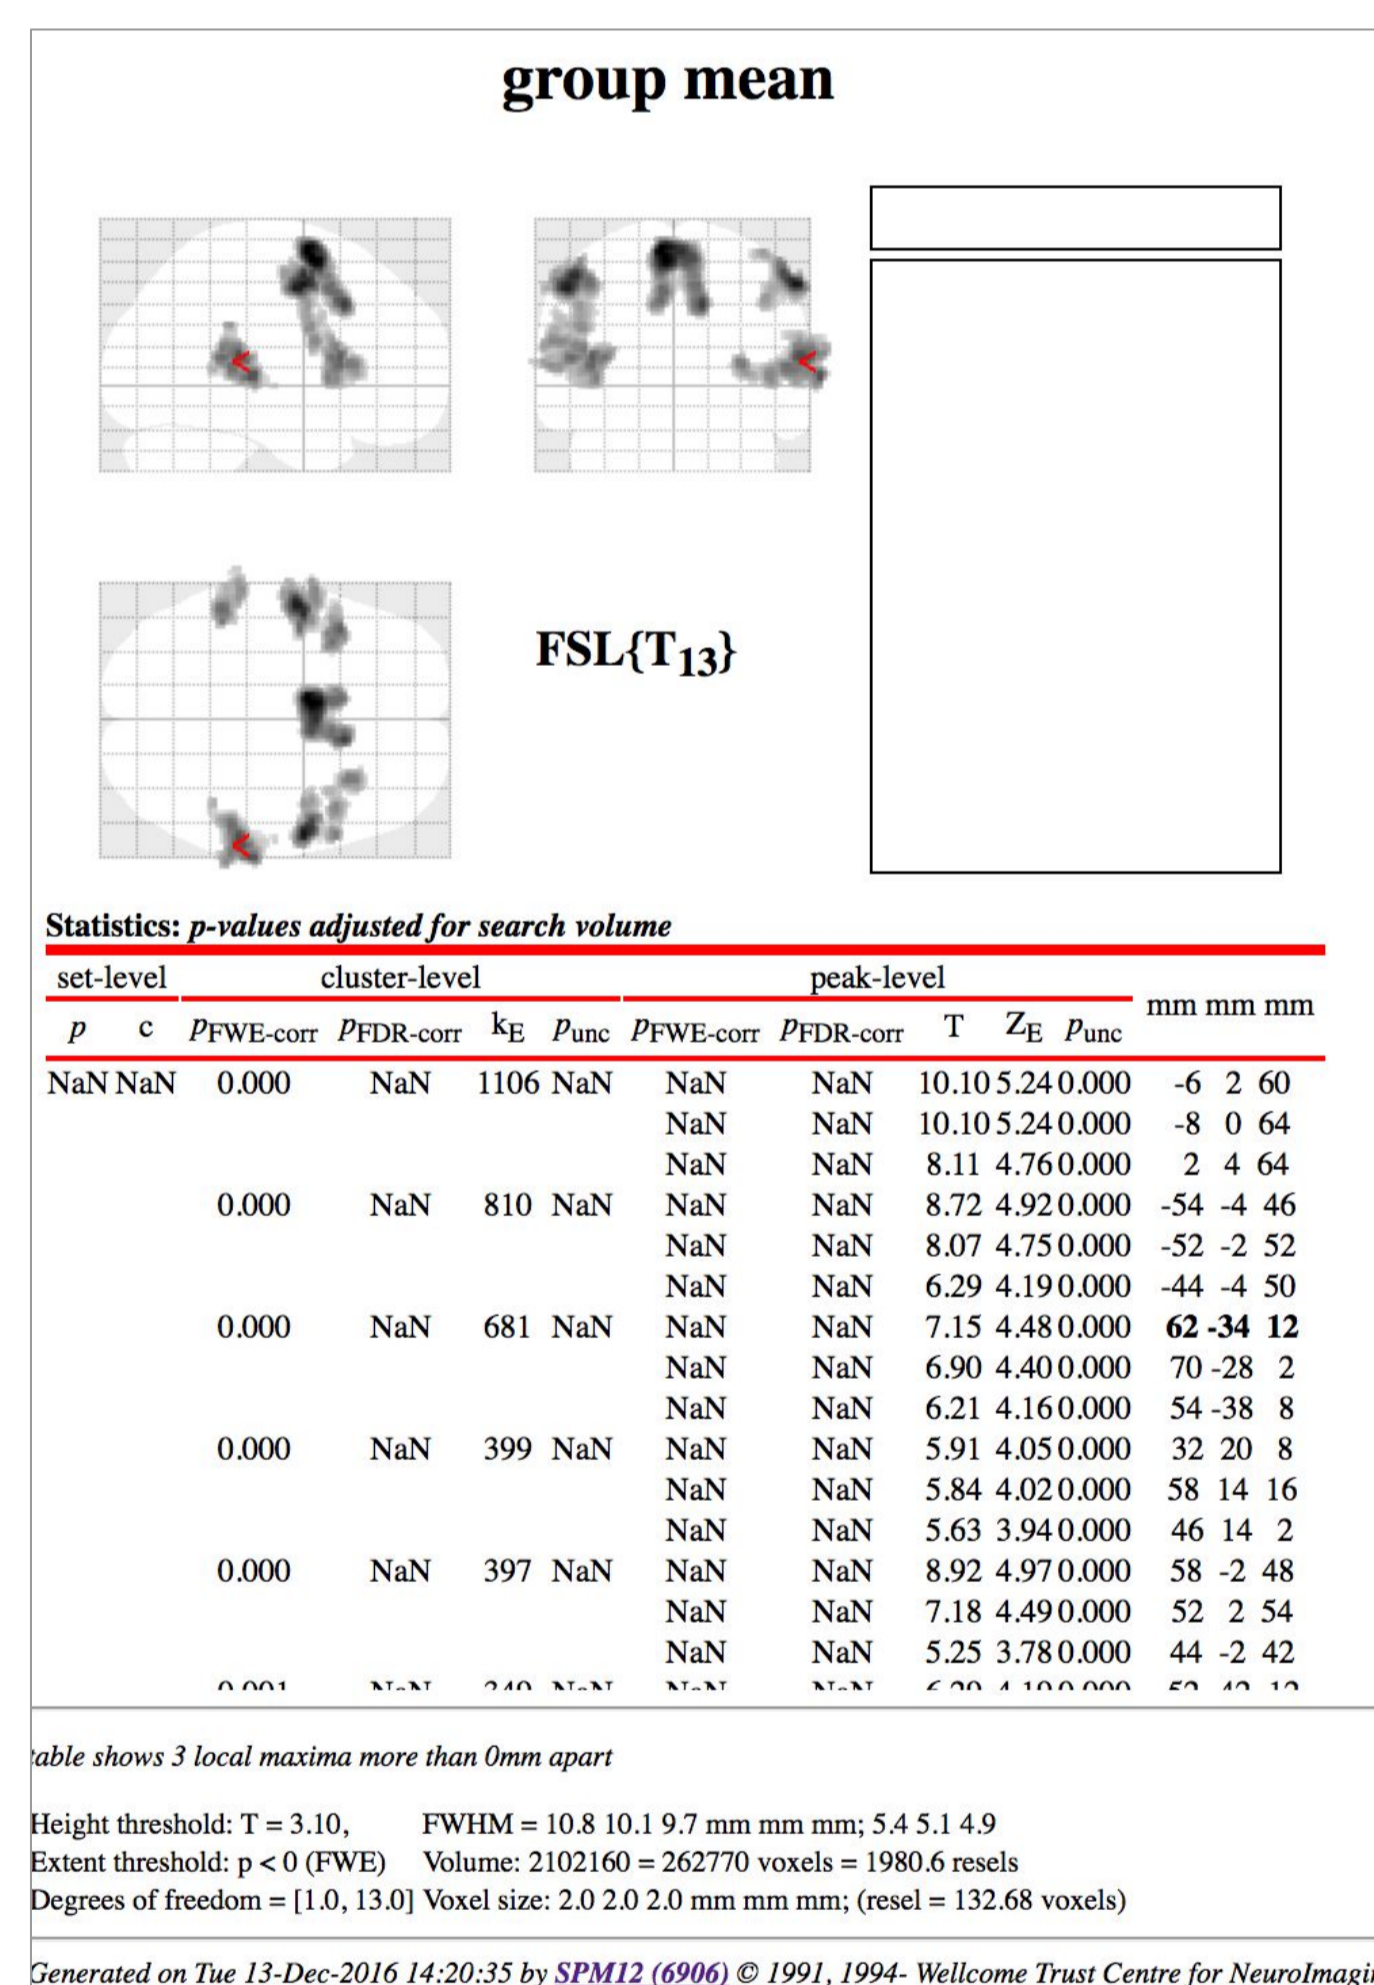 group mean
FSL{T13}
Statistics: p-values adjusted for search volume
set-level cluster-level peak-level
mm mm mm
p c pFWE-corr pFDR-corr kE punc pFWE-corr pFDR-corr T ZE punc
NaN NaN 0.000 NaN 1106 NaN NaN NaN 10.10 5.24 0.000 -6 2 60
NaN NaN 10.10 5.24 0.000 -8 0 64
NaN NaN 8.11 4.76 0.000 2 4 64
0.000 NaN 810 NaN NaN NaN 8.72 4.92 0.000 -54 -4 46
NaN NaN 8.07 4.75 0.000 -52 -2 52
NaN NaN 6.29 4.19 0.000 -44 -4 50
0.000 NaN 681 NaN NaN NaN 7.15 4.48 0.000 62 -34 12
NaN NaN 6.90 4.40 0.000 70 -28 2
NaN NaN 6.21 4.16 0.000 54 -38 8
0.000 NaN 399 NaN NaN NaN 5.91 4.05 0.000 32 20 8
NaN NaN 5.84 4.02 0.000 58 14 16
NaN NaN 5.63 3.94 0.000 46 14 2
0.000 NaN 397 NaN NaN NaN 8.92 4.97 0.000 58 -2 48
NaN NaN 7.18 4.49 0.000 52 2 54
NaN NaN 5.25 3.78 0.000 44 -2 42
NaN NaN NaN NaN
table shows 3 local maxima more than 0mm apart
Height threshold: T = 3.10, FWHM = 10.8 10.1 9.7 mm mm mm; 5.4 5.1 4.9
Extent threshold: p < 0 (FWE) Volume: 2102160 = 262770 voxels = 1980.6 resels
Degrees of freedom = [1.0, 13.0] Voxel size: 2.0 2.0 2.0 mm mm mm; (resel = 132.68 voxels)
Generated on Tue 13-Dec-2016 14:20:35 by SPM12 (6906) © 1991, 1994- Wellcome Trust Centre for